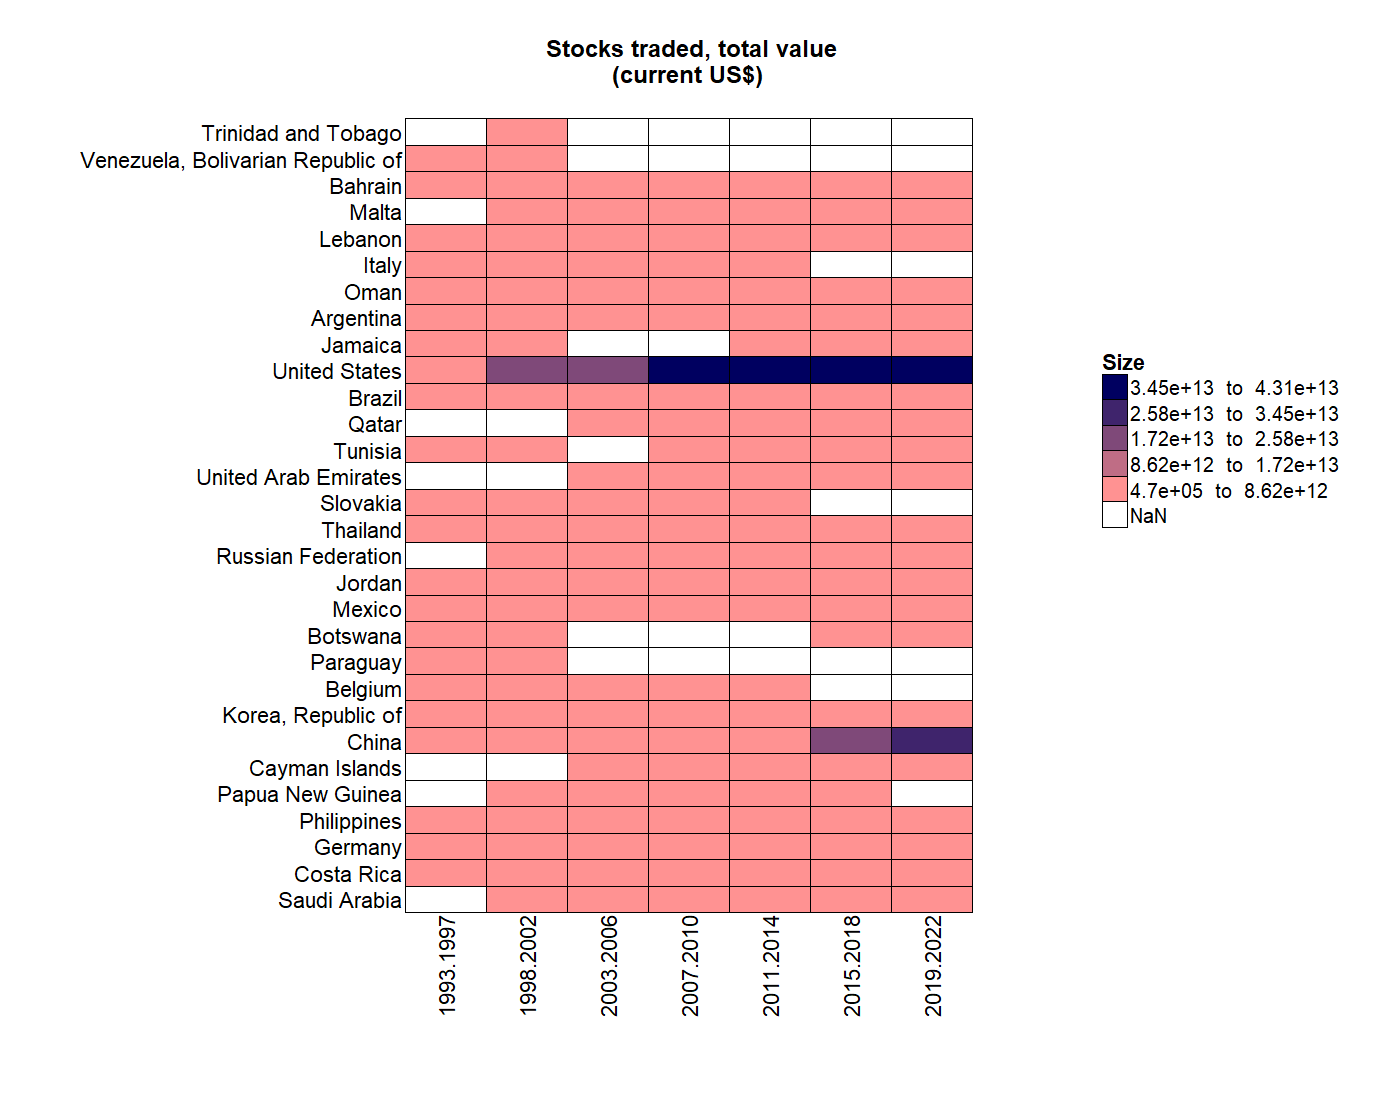 Stocks traded, total value
(current US$)
Trinidad and Tobago
Venezuela, Bolivarian Republic of
Bahrain
Malta
Lebanon
Italy
Oman
Argentina
Jamaica
United States
Brazil
Qatar
Tunisia
United Arab Emirates
Slovakia
Thailand
Russian Federation
Jordan
Mexico
Botswana
Paraguay
Belgium
Korea, Republic of
China
Cayman Islands
Papua New Guinea
Philippines
Germany
Costa Rica
Saudi Arabia
1993.1997
1998.2002
2003.2006
2007.2010
2011.2014
2015.2018
2019.2022
Size
3.45e+13 to 4.31e+13
2.58e+13 to 3.45e+13
1.72e+13 to 2.58e+13
8.62e+12 to 1.72e+13
4.7e+05 to 8.62e+12
NaN